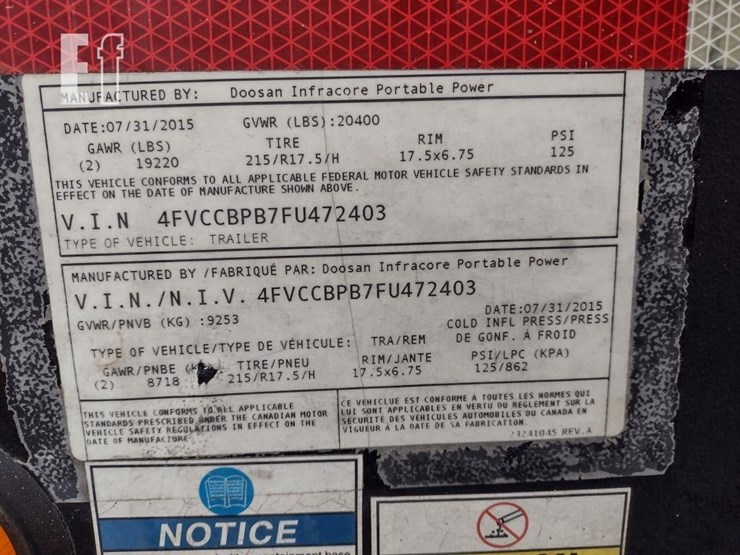 Ff
MANUFACTURED BY: Doosan Infracore Portable Power
DATE:07/31/2015 GVWR (LBS):20400
GAWR (LBS) TIRE RIM PSI
(2) 19220 215/R17.5/H 17.5x6.75 125
THIS VEHICLE CONFORMS TO ALL APPLICABLE FEDERAL MOTOR VEHICLE SAFETY STANDARDS IN
EFFECT ON THE DATE OF MANUFACTURE SHOWN ABOVE.
V.I.N 4FVCCBPB7FU472403
TYPE OF VEHICLE: TRAILER
MANUFACTURED BY /FABRIQUÉ PAR: Doosan Infracore Portable Power
V.I.N./N.I.V. 4FVCCBPB7FU472403
GVWR/PNVB (KG) :9253 DATE:07/31/2015
COLD INFL PRESS/PRESS
TYPE OF VEHICLE/TYPE DE VÉHICULE: TRA/REM DE GONF. À FROID
GAWR/PNBE TIRE/PNEU RIM/JANTE PSI/LPC (KPA)
(2) 8718 215/R17.5/H 17.5x6.75 125/862
THIS VEHICLE CONFORMS TO ALL APPLICABLE
STANDARDS PRESCRIBED UNDER THE CANADIAN MOTOR
VEHICLE SAFETY REGULATIONS IN EFFECT ON THE
DATE OF MANUFACTURE
CE VEHICLUE EST CONFORME A TOUTES LES NORMES QUI
LUI SONT APPLICABLES EN VERTU DU REGLEMENT SUR LA
SECURITE DES VEHICULES AUTOMOBILES DU CANADA EN
VIGUEUR A LA DATE DE SA FABRICATION.
REV.A
NOTICE